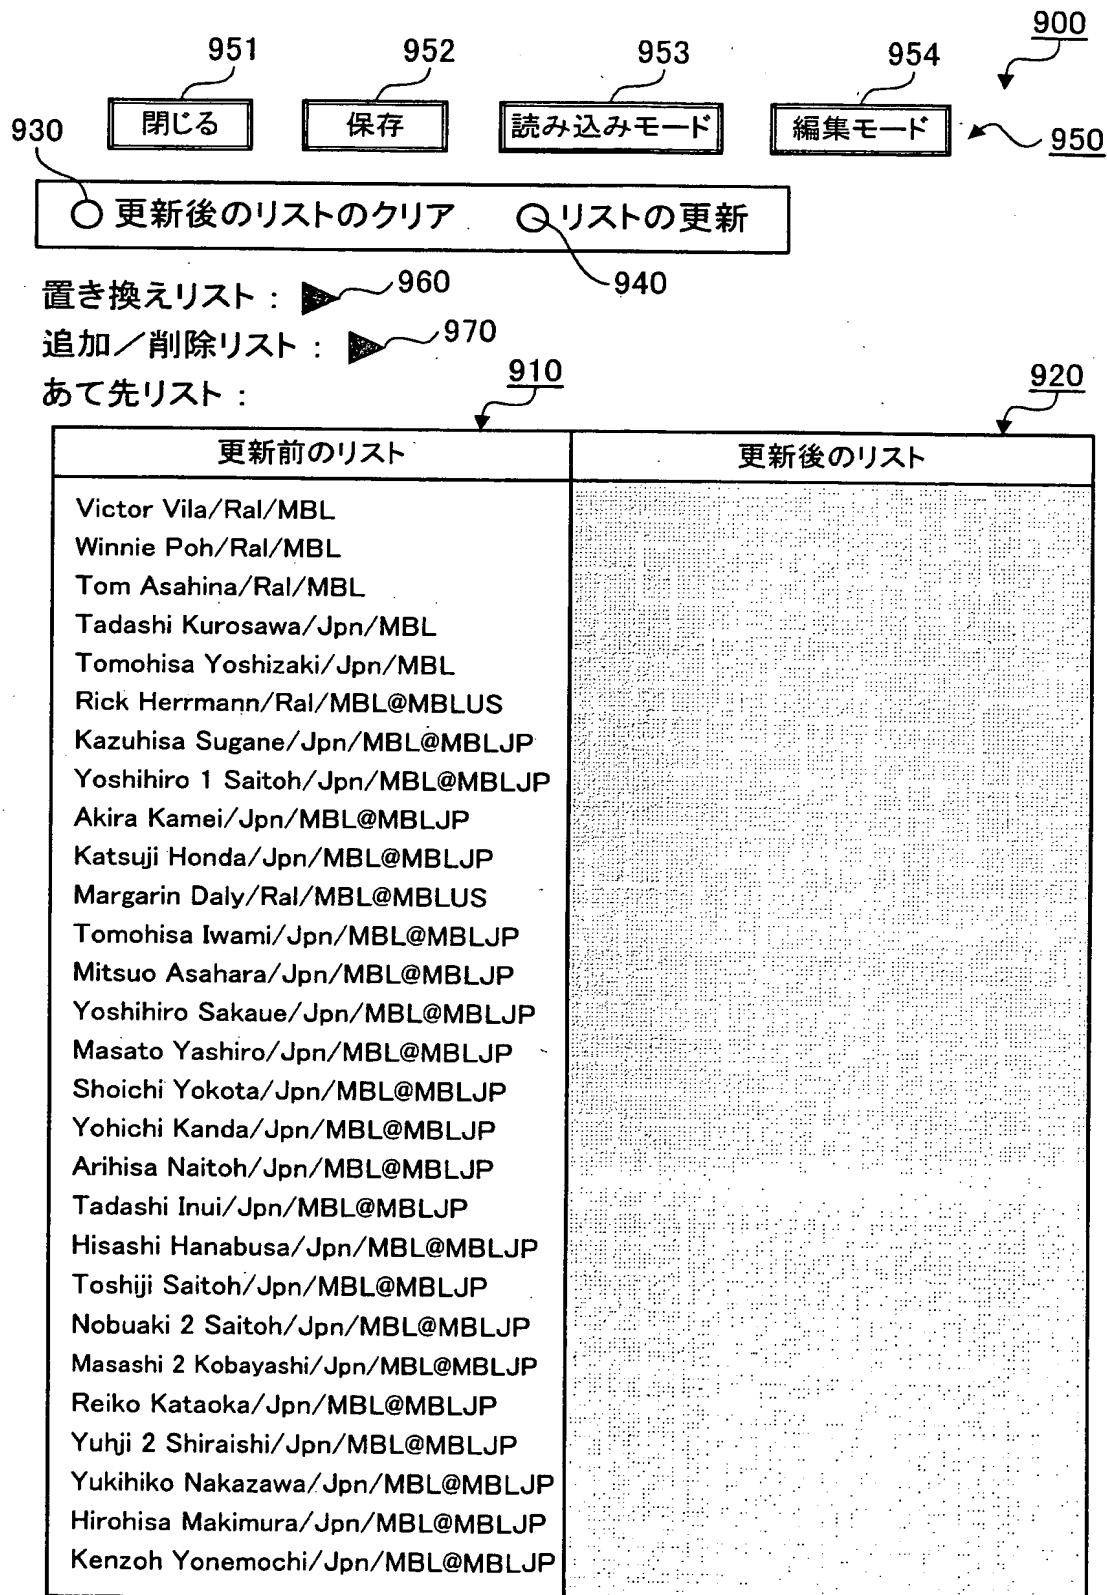 900
951 952 953 954
閉じる 保存 読み込みモード 編集モード 950
930
更新後のリストのクリア リストの更新
940
置き換えリスト： 960
追加／削除リスト： 970
あて先リスト： 910 920
更新前のリスト 更新後のリスト
Victor Vila/Ral/MBL
Winnie Poh/Ral/MBL
Tom Asahina/Ral/MBL
Tadashi Kurosawa/Jpn/MBL
Tomohisa Yoshizaki/Jpn/MBL
Rick Herrmann/Ral/MBL@MBLUS
Kazuhisa Sugane/Jpn/MBL@MBLJP
Yoshihiro 1 Saitoh/Jpn/MBL@MBLJP
Akira Kamei/Jpn/MBL@MBLJP
Katsuji Honda/Jpn/MBL@MBLJP
Margarin Daly/Ral/MBL@MBLUS
Tomohisa Iwami/Jpn/MBL@MBLJP
Mitsuo Asahara/Jpn/MBL@MBLJP
Yoshihiro Sakaue/Jpn/MBL@MBLJP
Masato Yashiro/Jpn/MBL@MBLJP
Shoichi Yokota/Jpn/MBL@MBLJP
Yohichi Kanda/Jpn/MBL@MBLJP
Arihisa Naitoh/Jpn/MBL@MBLJP
Tadashi Inui/Jpn/MBL@MBLJP
Hisashi Hanabusa/Jpn/MBL@MBLJP
Toshiji Saitoh/Jpn/MBL@MBLJP
Nobuaki 2 Saitoh/Jpn/MBL@MBLJP
Masashi 2 Kobayashi/Jpn/MBL@MBLJP
Reiko Kataoka/Jpn/MBL@MBLJP
Yuhji 2 Shiraishi/Jpn/MBL@MBLJP
Yukihiko Nakazawa/Jpn/MBL@MBLJP
Hirohisa Makimura/Jpn/MBL@MBLJP
Kenzoh Yonemochi/Jpn/MBL@MBLJP